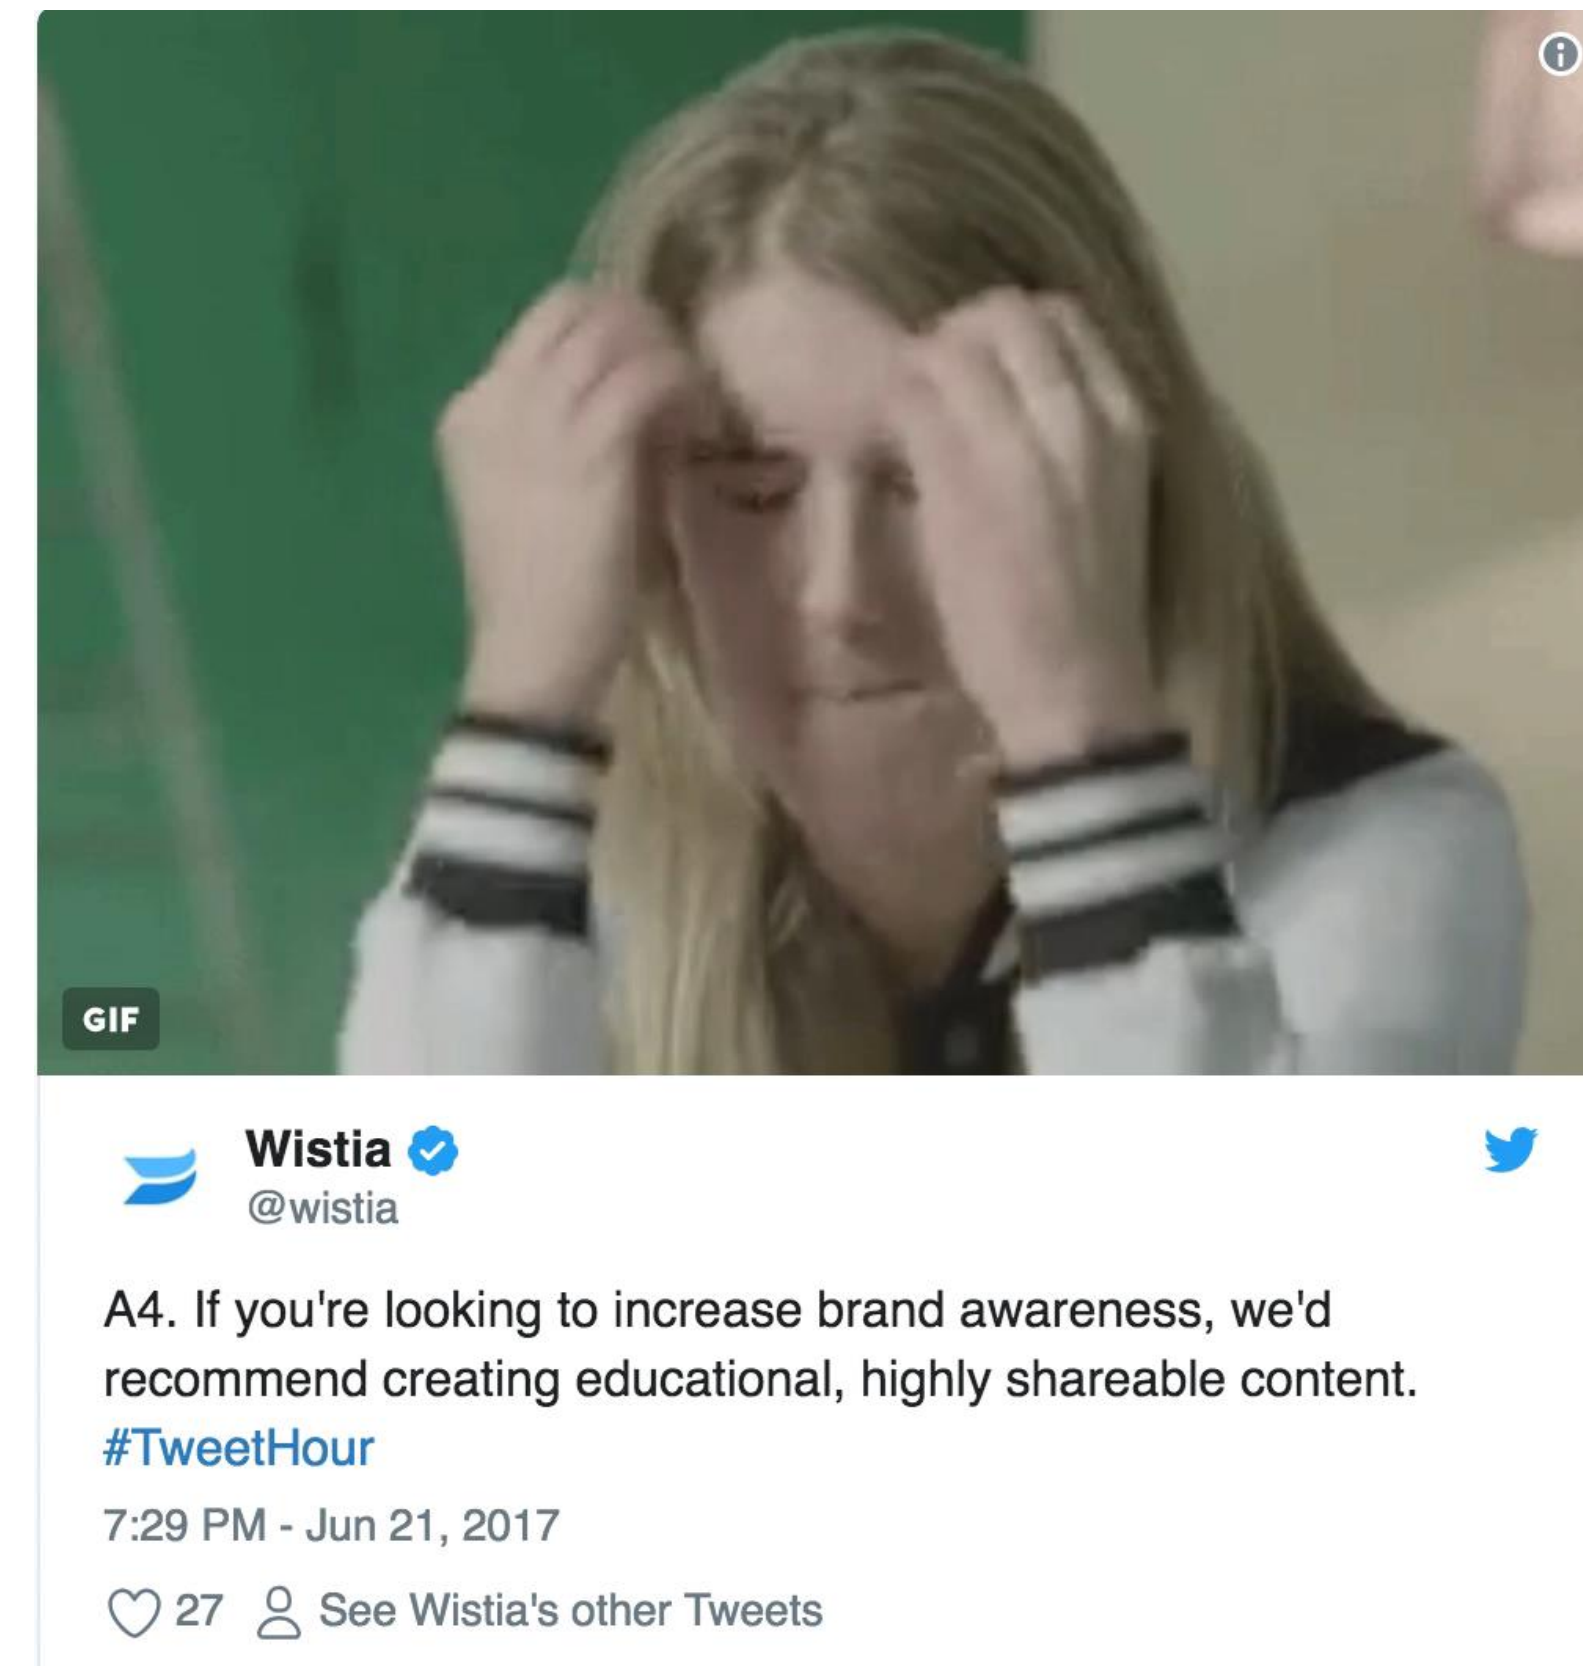 GIF
Wistia
@wistia
A4. If you're looking to increase brand awareness, we'd
recommend creating educational, highly shareable content.
#TweetHour
7:29 PM - Jun 21, 2017
27 See Wistia's other Tweets